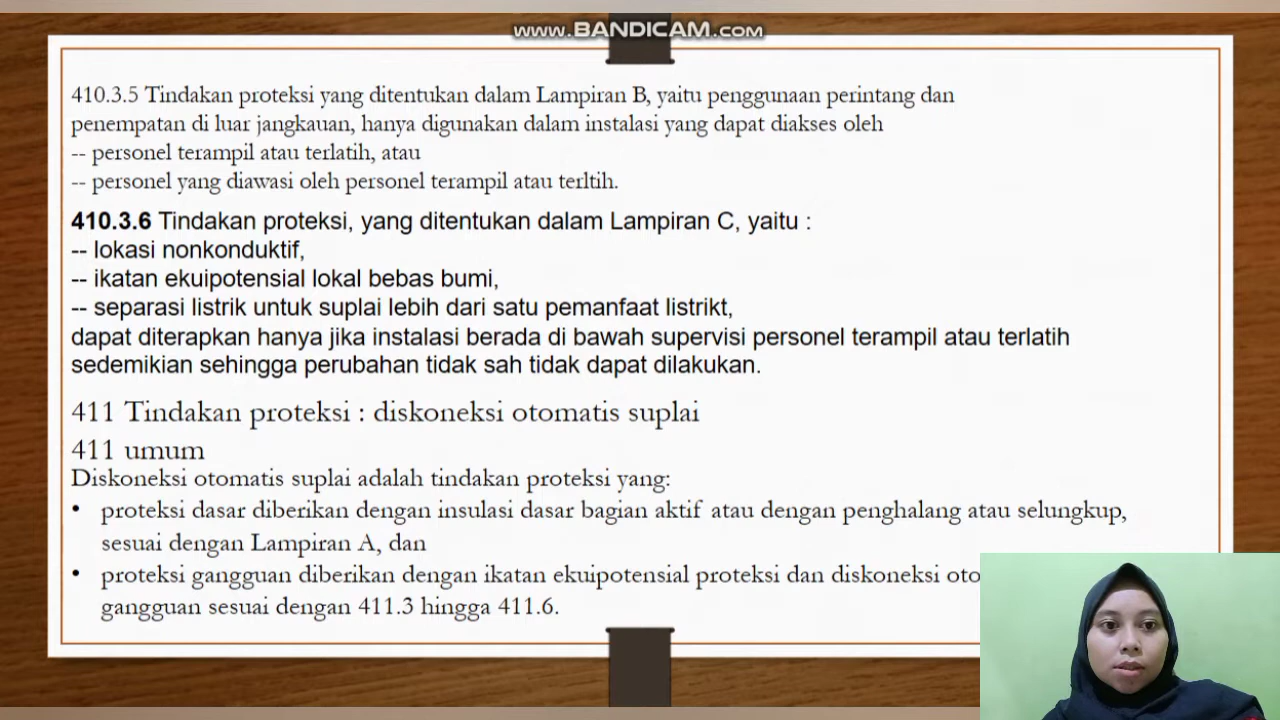 www.BANDICAM.com
410.3.5 Tindakan proteksi yang ditentukan dalam Lampiran B, yaitu penggunaan perintang dan
penempatan di luar jangkauan, hanya digunakan dalam instalasi yang dapat diakses oleh
-- personel terampil atau terlatih, atau
-- personel yang diawasi oleh personel terampil atau terltih.
410.3.6 Tindakan proteksi, yang ditentukan dalam Lampiran C, yaitu :
-- lokasi nonkonduktif,
-- ikatan ekuipotensial lokal bebas bumi,
-- separasi listrik untuk suplai lebih dari satu pemanfaat listrikt,
dapat diterapkan hanya jika instalasi berada di bawah supervisi personel terampil atau terlatih
sedemikian sehingga perubahan tidak sah tidak dapat dilakukan.
411 Tindakan proteksi : diskoneksi otomatis suplai
411 umum
Diskoneksi otomatis suplai adalah tindakan proteksi yang:
• proteksi dasar diberikan dengan insulasi dasar bagian aktif atau dengan penghalang atau selungkup,
sesuai dengan Lampiran A, dan
• proteksi gangguan diberikan dengan ikatan ekuipotensial proteksi dan diskoneksi oto
gangguan sesuai dengan 411.3 hingga 411.6.